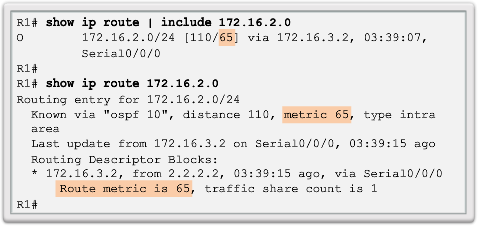 R1# show ip route | include 172.16.2.0
O 172.16.2.0/24 [110/65] via 172.16.3.2, 03:39:07,
Serial0/0/0
R1#
R1# show ip route 172.16.2.0
Routing entry for 172.16.2.0/24
Known via "ospf 10", distance 110, metric 65, type intra
area
Last update from 172.16.3.2 on Serial0/0/0, 03:39:15 ago
Routing Descriptor Blocks:
* 172.16.3.2, from 2.2.2.2, 03:39:15 ago, via Serial0/0/0
Route metric is 65, traffic share count is 1
R1#